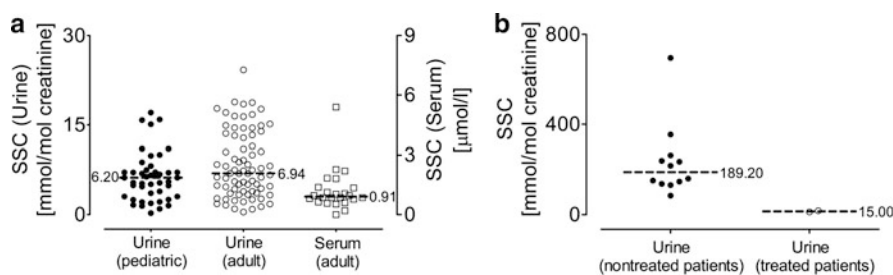 a
30
15
0
SSC (Urine)
[mmol/mol creatinine]
6.20
6.94
0.91
9
6
3
0
SSC (Serum)
[µmol/l]
Urine
(pediatric)
Urine
(adult)
Serum
(adult)
b
800
400
0
SSC
[mmol/mol creatinine]
189.20
15.00
Urine
(nontreated patients)
Urine
(treated patients)